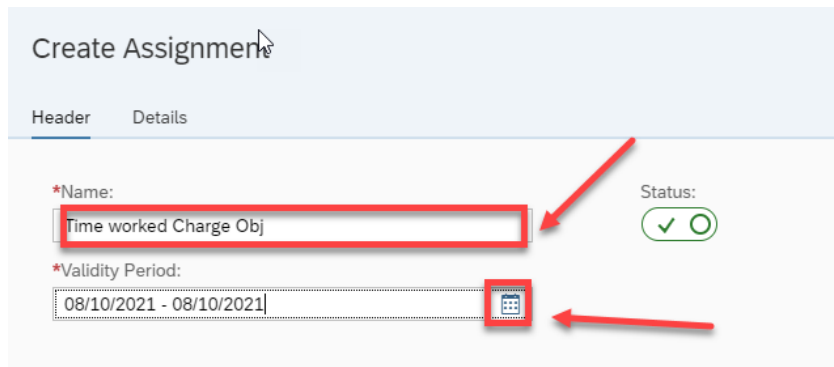 Create Assignment
Header Details
*Name: Status:
Time worked Charge Obj
*Validity Period:
08/10/2021 - 08/10/2021